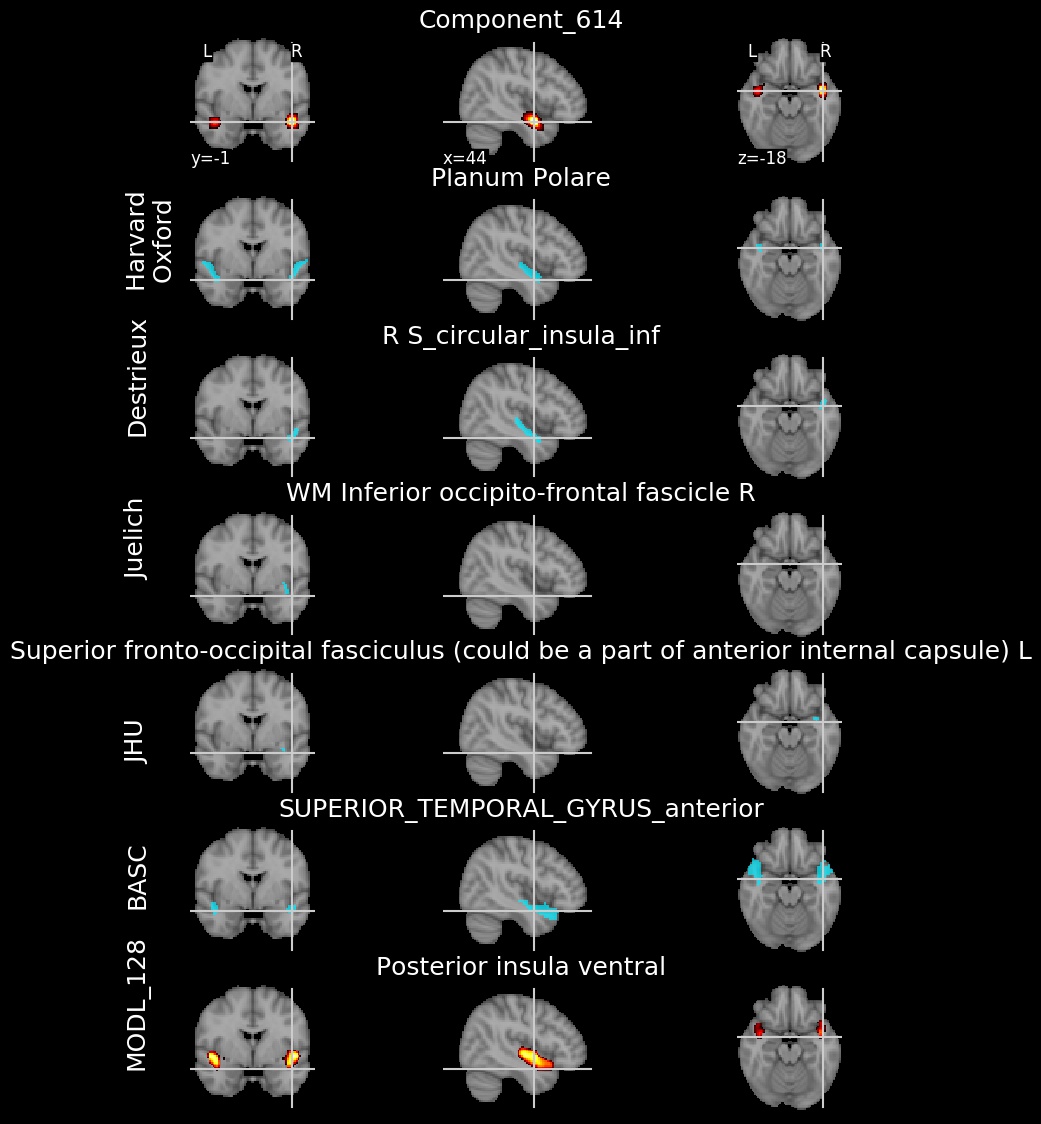 Component_614
L R L R
y=-1 x=44 z=-18
Planum Polare
Harvard
Oxford
R S_circular_insula_inf
Destrieux
WM Inferior occipito-frontal fascicle R
Juelich
Superior fronto-occipital fasciculus (could be a part of anterior internal capsule) L
JHU
SUPERIOR_TEMPORAL_GYRUS_anterior
BASC
Posterior insula ventral
MODL_128